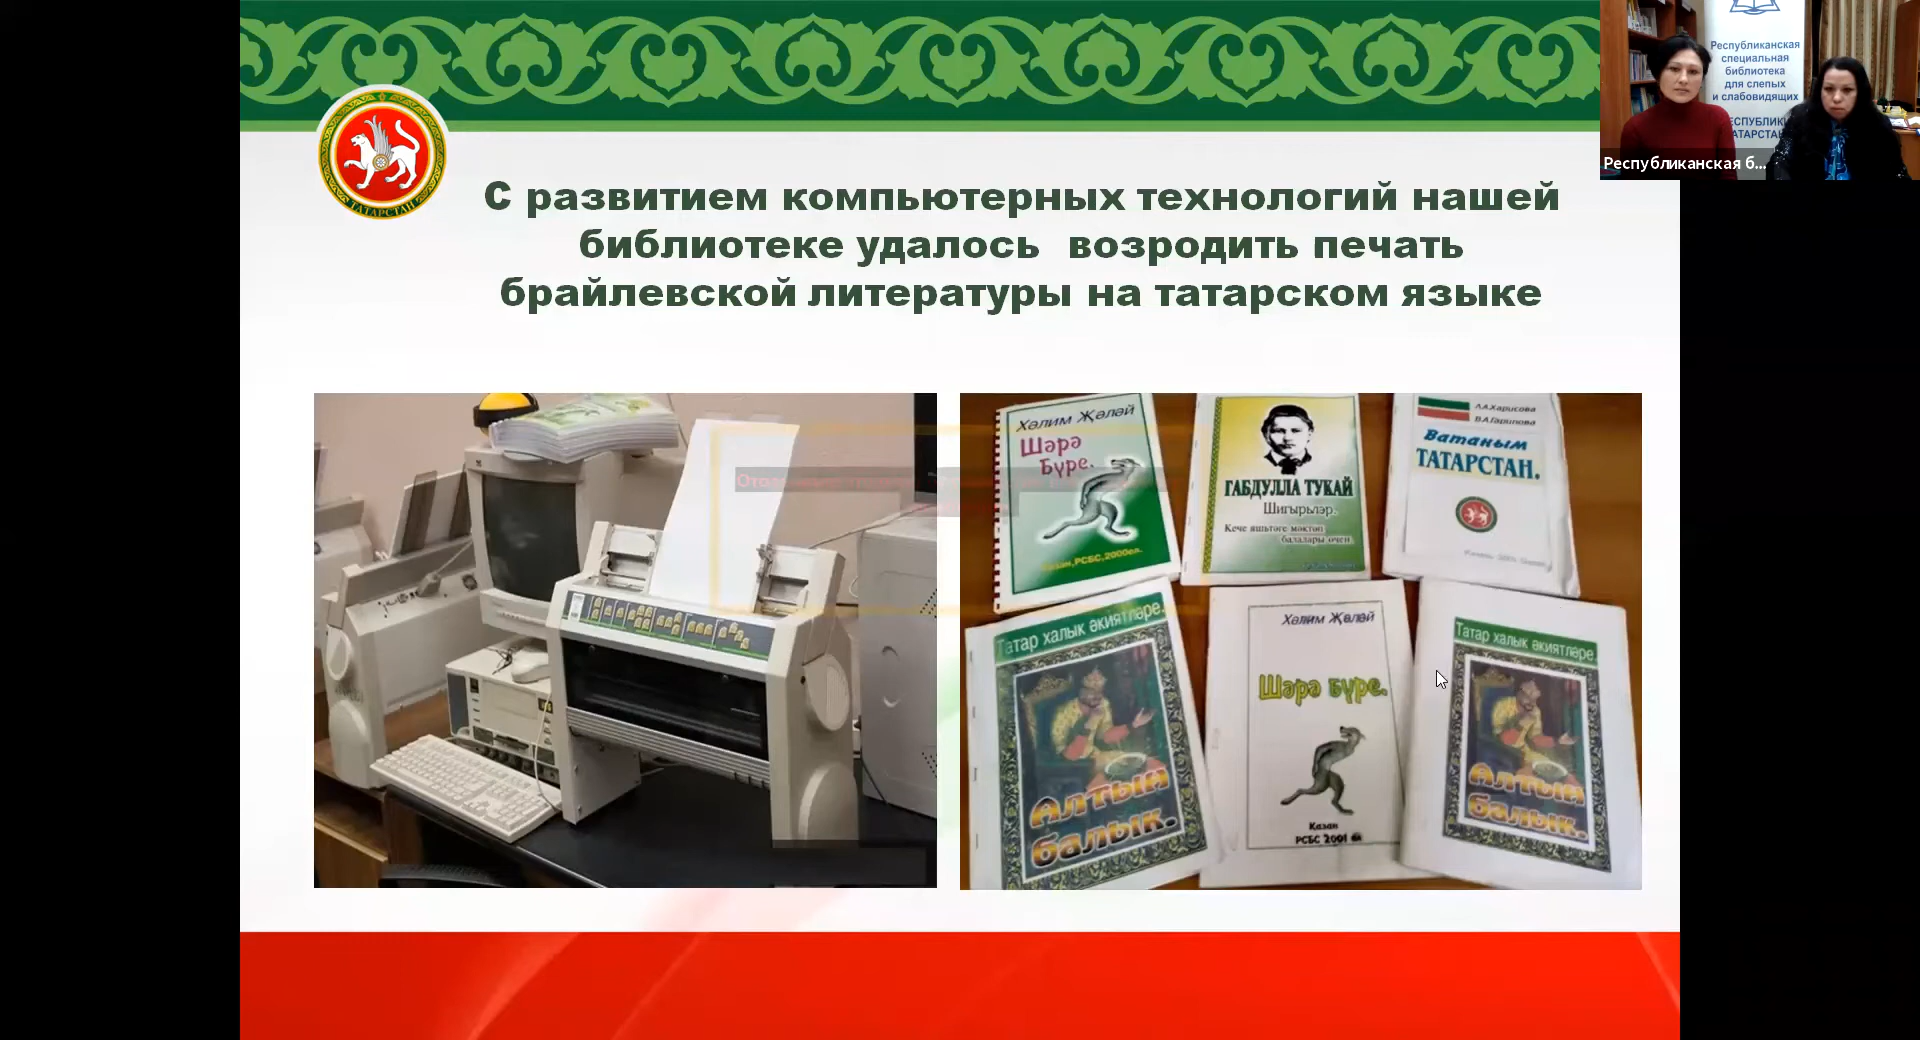 Республиканская
специальная
библиотека
для слепых
и слабовидящих
Республиканская б...
ТАТАРСТАН
С развитием компьютерных технологий нашей
библиотеке удалось возродить печать
брайлевской литературы на татарском языке
Хәлим Җәләй
Шәрә
Бүре.
Казан, РСБС, 2000ел.
ГАБДУЛЛА ТУКАЙ
Шигырьләр.
Кече яшьтәге мәктәп
балалары өчен.
Л.А.Харисова
Ватаным
ТАТАРСТАН.
Татар халык әкиятләре.
Алтын
балык.
Хәлим Җәләй
Шәрә бүре.
Казан
РСБС 2001 ел
Татар халык әкиятләре.
Алтын
балык.